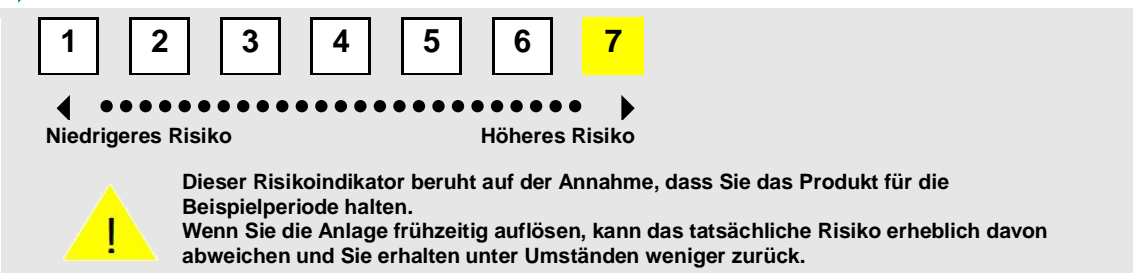 1 2 3 4 5 6 7
Niedrigeres Risiko Höheres Risiko
Dieser Risikoindikator beruht auf der Annahme, dass Sie das Produkt für die
Beispielperiode halten.
Wenn Sie die Anlage frühzeitig auflösen, kann das tatsächliche Risiko erheblich davon
abweichen und Sie erhalten unter Umständen weniger zurück.
!